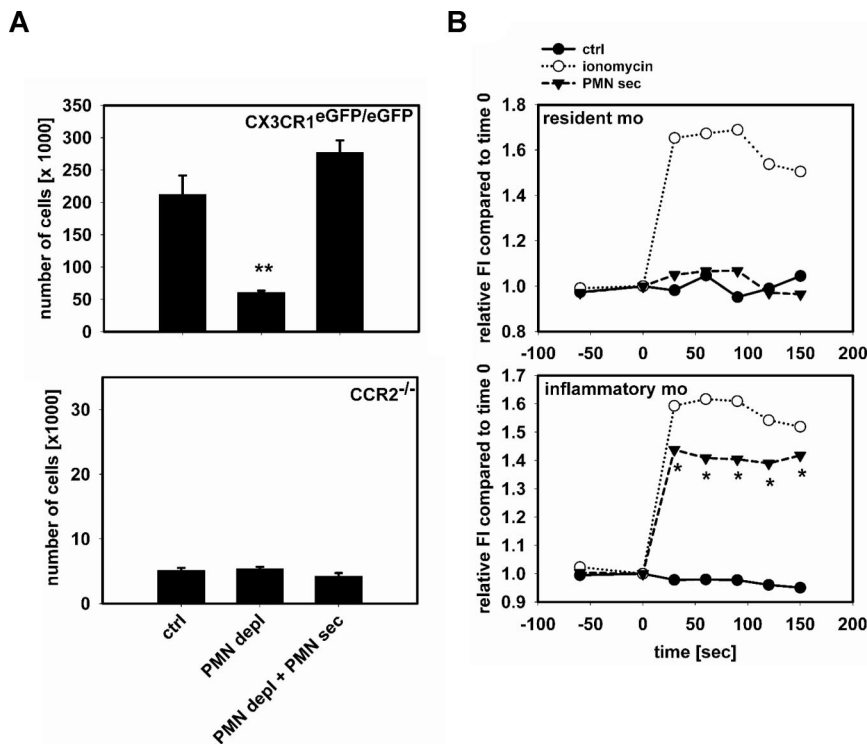 A
number of cells [x 1000]
350
300
250
200
150
100
50
0
CX3CR1eGFP/eGFP
**
number of cells [x1000]
30
20
10
0
CCR2-/-
ctrl
PMN depl
PMN depl + PMN sec
B
ctrl
ionomycin
PMN sec
relative FI compared to time 0
1.8
1.6
1.4
1.2
1.0
0.8
resident mo
-100 -50 0 50 100 150 200
relative FI compared to time 0
1.7
1.6
1.5
1.4
1.3
1.2
1.1
1.0
0.9
inflammatory mo
* * * * *
-100 -50 0 50 100 150 200
time [sec]